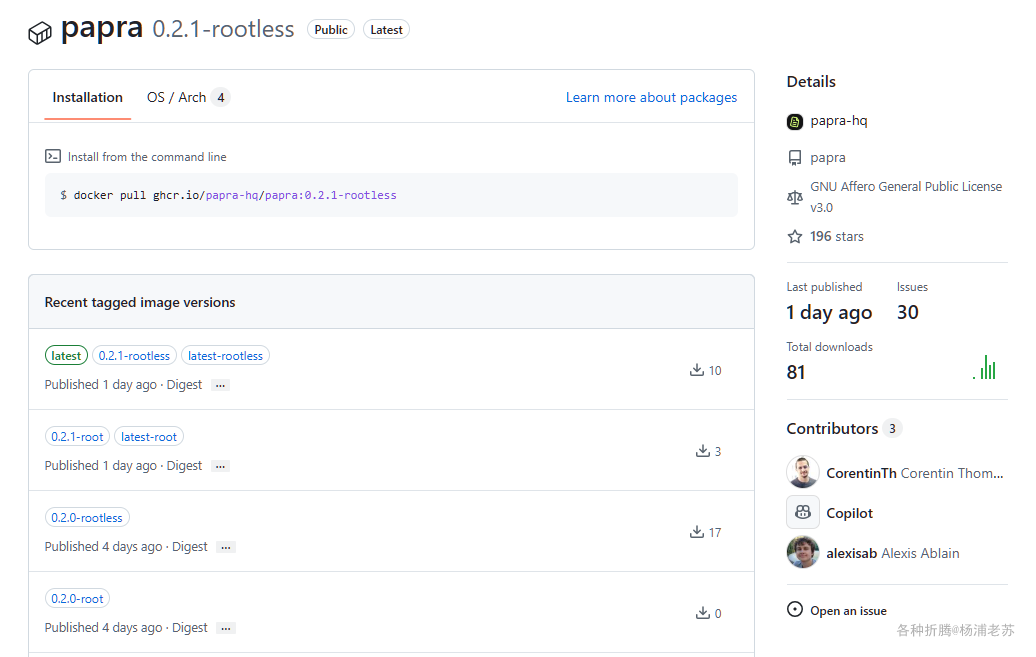 papra 0.2.1-rootless Public Latest
Installation OS / Arch 4 Learn more about packages
Install from the command line
$ docker pull ghcr.io/papra-hq/papra:0.2.1-rootless
Recent tagged image versions
latest 0.2.1-rootless latest-rootless
Published 1 day ago · Digest ...
10
0.2.1-root latest-root
Published 1 day ago · Digest ...
3
0.2.0-rootless
Published 4 days ago · Digest ...
17
0.2.0-root
Published 4 days ago · Digest ...
0
Details
papra-hq
papra
GNU Affero General Public License
v3.0
196 stars
Last published Issues
1 day ago 30
Total downloads
81
Contributors 3
CorentinTh Corentin Thom...
Copilot
alexisab Alexis Ablain
Open an issue
各种折腾@杨浦老苏